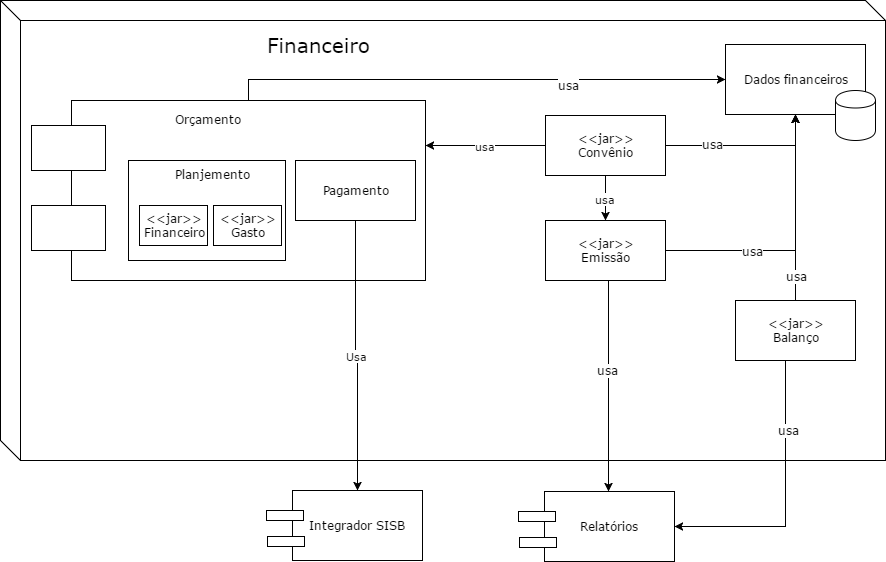 Financeiro
Dados financeiros
usa
Orçamento
<<jar>>
Convênio
usa
usa
Planjemento
Pagamento
<<jar>>
Financeiro
<<jar>>
Gasto
usa
<<jar>>
Emissão
usa
usa
<<jar>>
Balanço
Usa
usa
usa
Integrador SISB
Relatórios